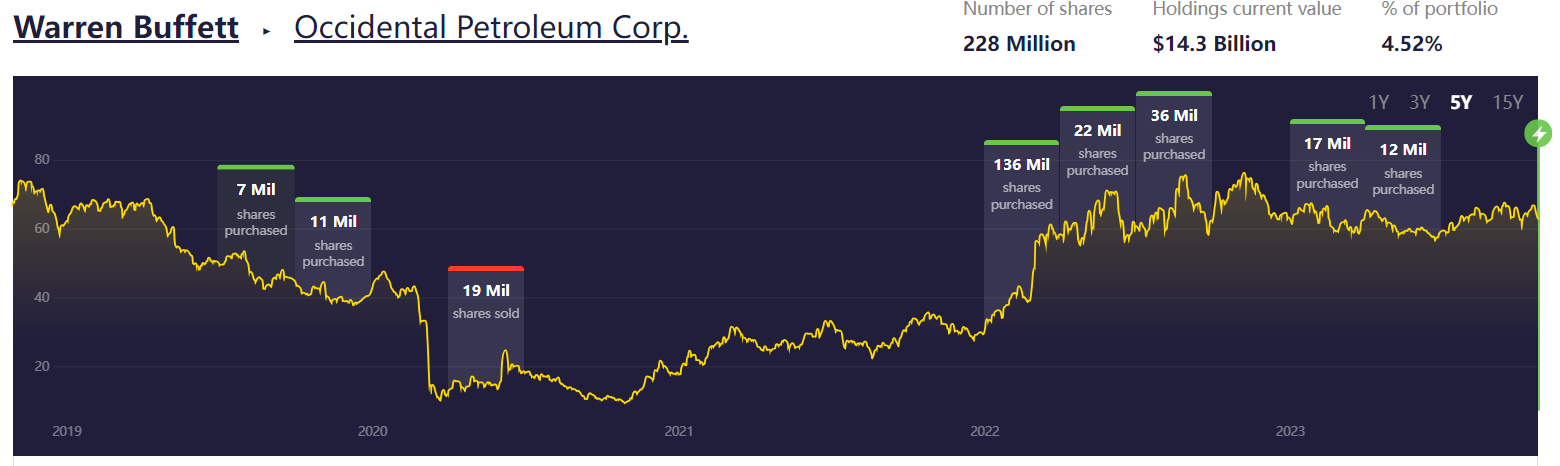 Warren Buffett ▸ Occidental Petroleum Corp.
Number of shares Holdings current value % of portfolio
228 Million $14.3 Billion 4.52%
1Y 3Y 5Y 15Y
80
60
40
20
7 Mil
shares
purchased
11 Mil
shares
purchased
19 Mil
shares sold
136 Mil
shares
purchased
22 Mil
shares
purchased
36 Mil
shares
purchased
17 Mil
shares
purchased
12 Mil
shares
purchased
2019 2020 2021 2022 2023